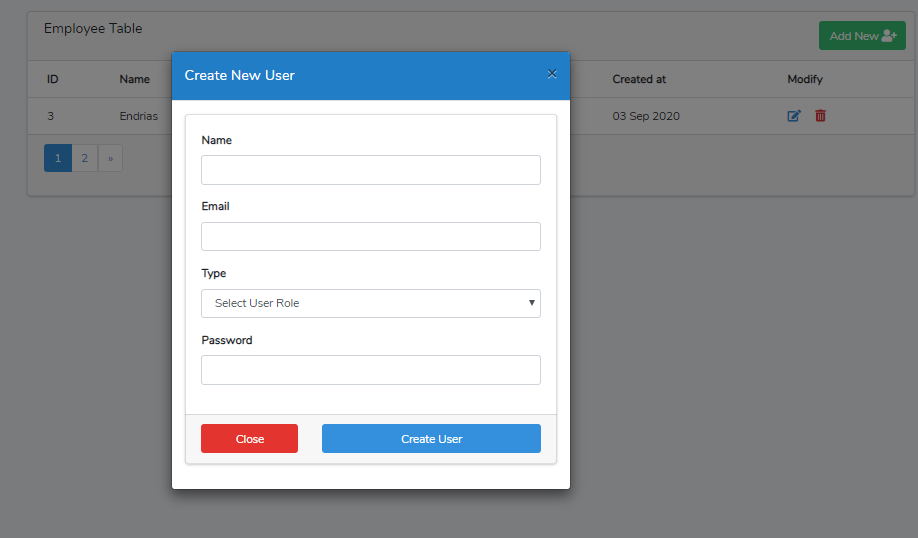 Employee Table
Add New
Create New User
×
ID Name Created at Modify
3 Endrias 03 Sep 2020
1 2 »
Name
Email
Type
Select User Role
Password
Close Create User